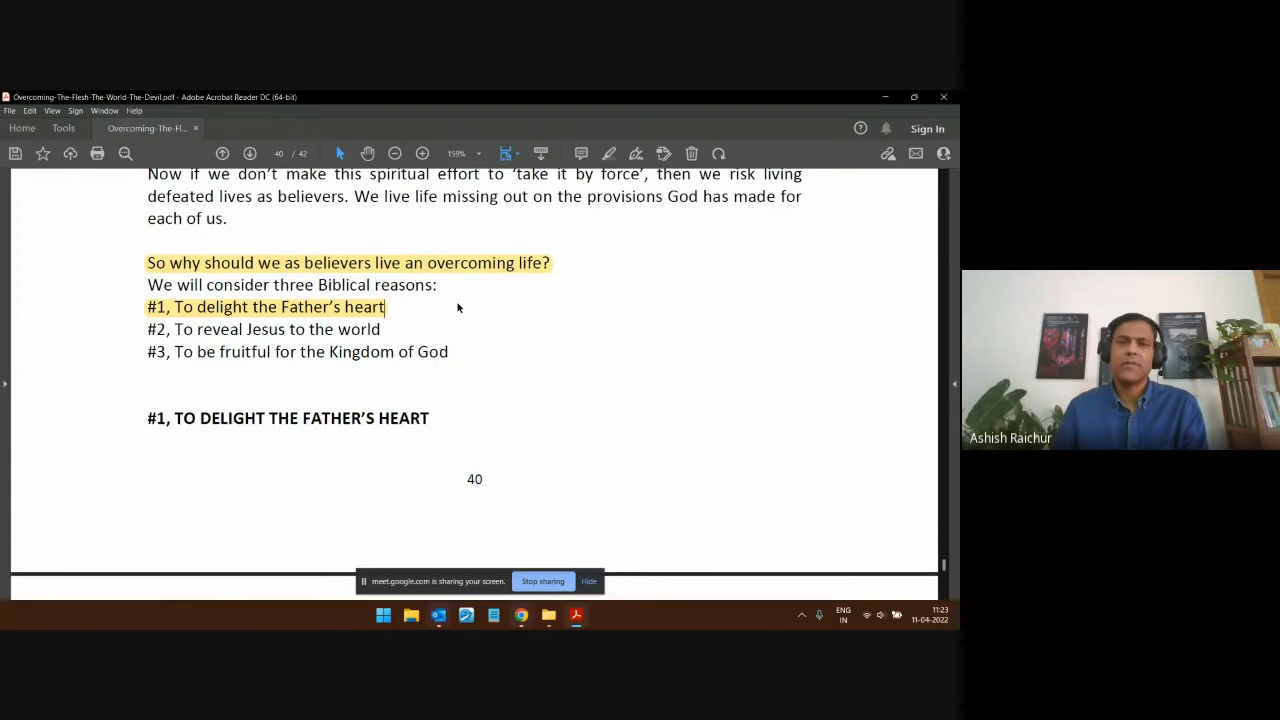 Overcoming-The-Flesh-The-World-The-Devil.pdf - Adobe Acrobat Reader DC (64-bit)
File Edit View Sign Window Help
Home Tools Overcoming-The-Fl... × Sign In
40 / 42 159%
Now if we don't make this spiritual effort to 'take it by force', then we risk living
defeated lives as believers. We live life missing out on the provisions God has made for
each of us.
So why should we as believers live an overcoming life?
We will consider three Biblical reasons:
#1, To delight the Father's heart
#2, To reveal Jesus to the world
#3, To be fruitful for the Kingdom of God
#1, TO DELIGHT THE FATHER'S HEART
40
meet.google.com is sharing your screen. Stop sharing Hide
ENG 11:23
IN 11-04-2022
Ashish Raichur